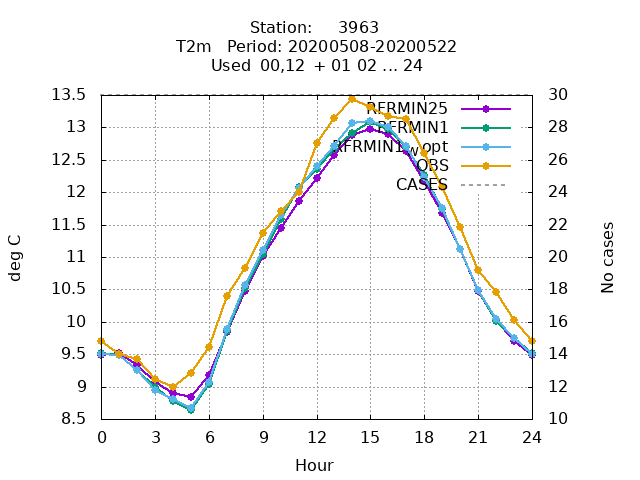 Station: 3963
T2m Period: 20200508-20200522
Used 00,12 + 01 02 ... 24
13.5
13
12.5
12
11.5
11
10.5
10
9.5
9
8.5
30
28
26
24
22
20
18
16
14
12
10
RFRMIN25
RFRMIN1
RFRMIN1_wopt
OBS
CASES
deg C
No cases
0 3 6 9 12 15 18 21 24
Hour